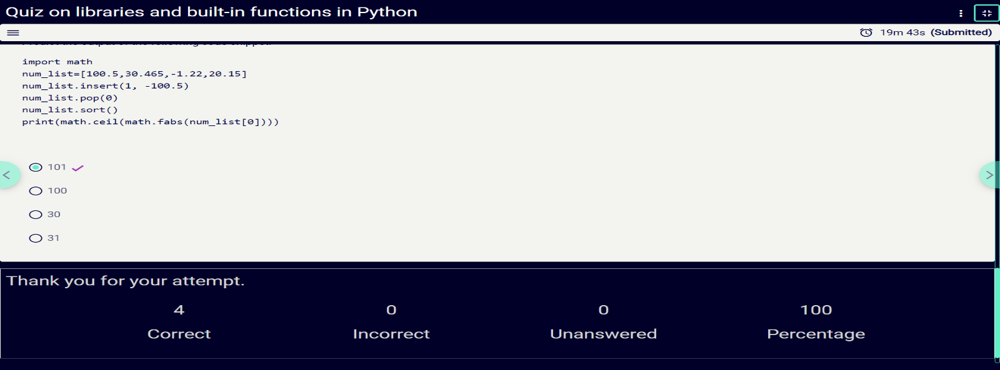 Quiz on libraries and built-in functions in Python
19m 43s (Submitted)
import math
num_list=[100.5,30.465,-1.22,20.15]
num_list.insert(1, -100.5)
num_list.pop(0)
num_list.sort()
print(math.ceil(math.fabs(num_list[0])))
101
100
30
31
Thank you for your attempt.
4 0 0 100
Correct Incorrect Unanswered Percentage